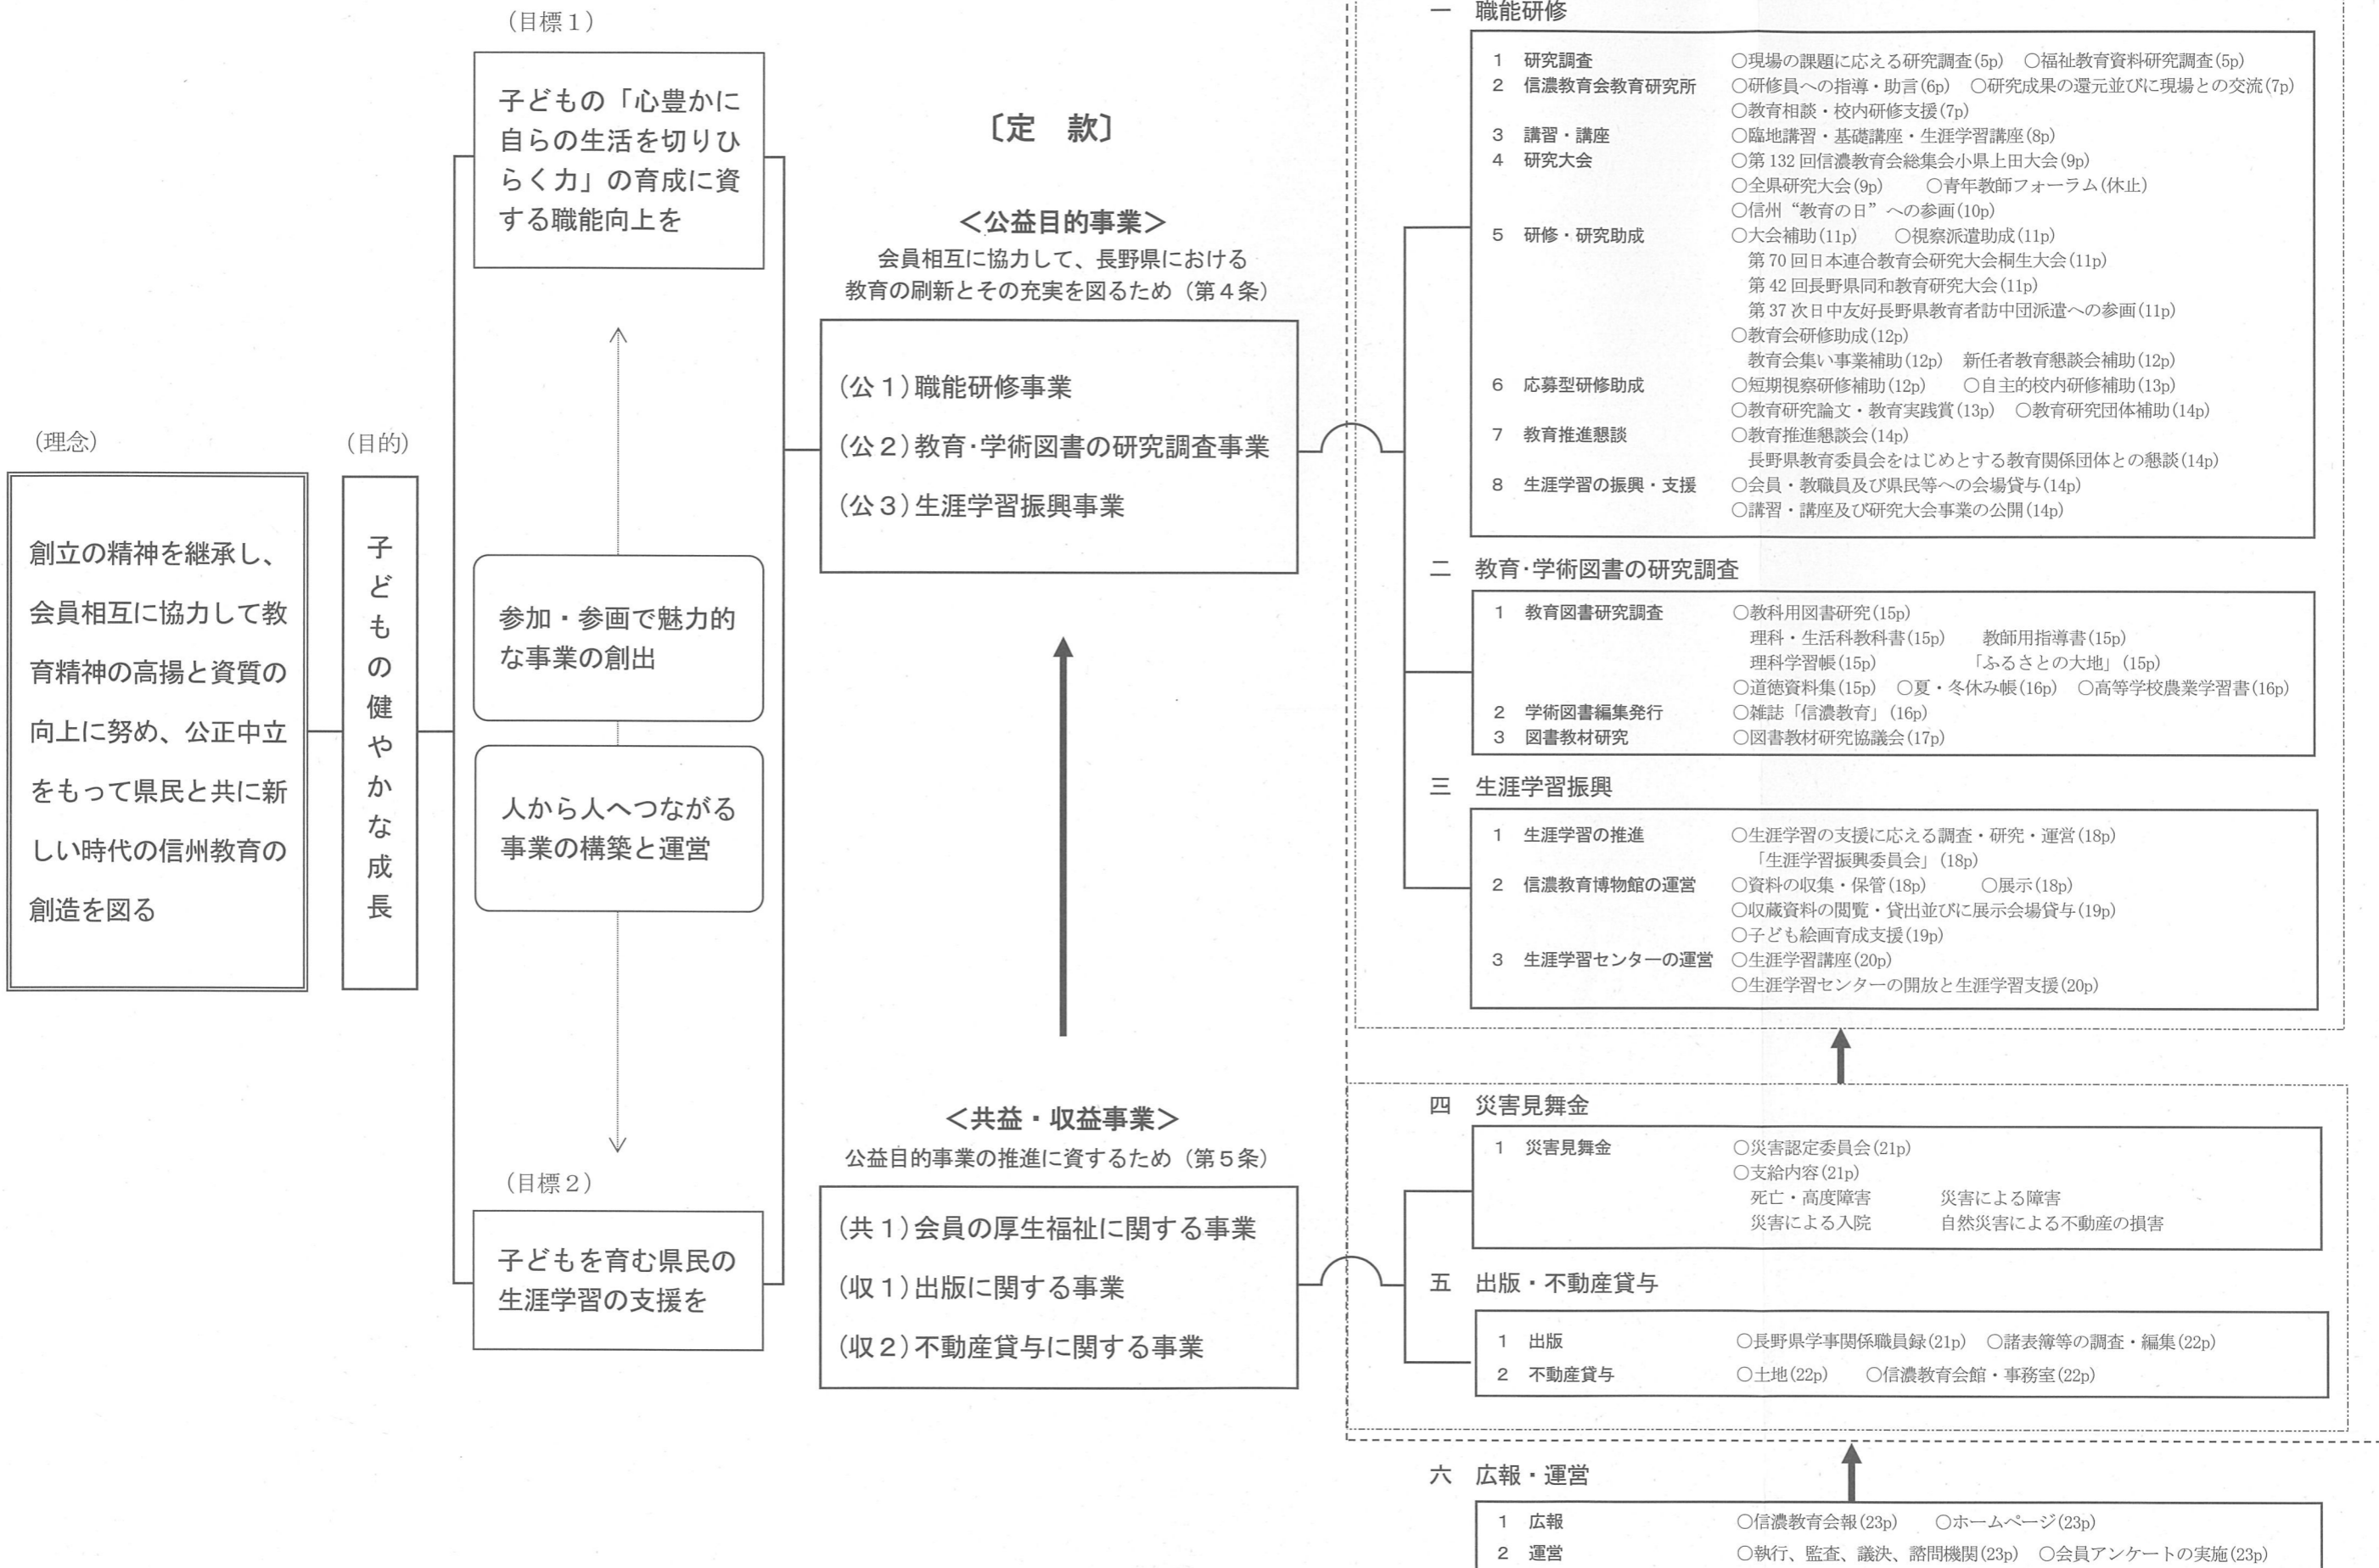 (理念)
創立の精神を継承し、
会員相互に協力して教
育精神の高揚と資質の
向上に努め、公正中立
をもって県民と共に新
しい時代の信州教育の
創造を図る
(目的)
子どもの健やかな成長
(目標1)
子どもの「心豊かに
自らの生活を切りひ
らく力」の育成に資
する職能向上を
参加・参画で魅力的
な事業の創出
人から人へつながる
事業の構築と運営
(目標2)
子どもを育む県民の
生涯学習の支援を
〔定　款〕
＜公益目的事業＞
会員相互に協力して、長野県における
教育の刷新とその充実を図るため（第４条）
(公１)職能研修事業
(公２)教育・学術図書の研究調査事業
(公３)生涯学習振興事業
＜共益・収益事業＞
公益目的事業の推進に資するため（第５条）
(共１)会員の厚生福祉に関する事業
(収１)出版に関する事業
(収２)不動産貸与に関する事業
一　職能研修
1　研究調査　○現場の課題に応える研究調査(5p)　○福祉教育資料研究調査(5p)
2　信濃教育会教育研究所　○研修員への指導・助言(6p)　○研究成果の還元並びに現場との交流(7p)
○教育相談・校内研修支援(7p)
3　講習・講座　○臨地講習・基礎講座・生涯学習講座(8p)
4　研究大会　○第132回信濃教育会総集会小県上田大会(9p)
○全県研究大会(9p)　○青年教師フォーラム(休止)
○信州“教育の日”への参画(10p)
5　研修・研究助成　○大会補助(11p)　○視察派遣助成(11p)
第70回日本連合教育会研究大会桐生大会(11p)
第42回長野県同和教育研究大会(11p)
第37次日中友好長野県教育者訪中団派遣への参画(11p)
○教育会研修助成(12p)
教育会集い事業補助(12p)　新任者教育懇談会補助(12p)
6　応募型研修助成　○短期視察研修補助(12p)　○自主的校内研修補助(13p)
○教育研究論文・教育実践賞(13p)　○教育研究団体補助(14p)
7　教育推進懇談　○教育推進懇談会(14p)
長野県教育委員会をはじめとする教育関係団体との懇談(14p)
8　生涯学習の振興・支援　○会員・教職員及び県民等への会場貸与(14p)
○講習・講座及び研究大会事業の公開(14p)
二　教育・学術図書の研究調査
1　教育図書研究調査　○教科用図書研究(15p)
理科・生活科教科書(15p)　教師用指導書(15p)
理科学習帳(15p)　「ふるさとの大地」(15p)
○道徳資料集(15p)　○夏・冬休み帳(16p)　○高等学校農業学習書(16p)
2　学術図書編集発行　○雑誌「信濃教育」(16p)
3　図書教材研究　○図書教材研究協議会(17p)
三　生涯学習振興
1　生涯学習の推進　○生涯学習の支援に応える調査・研究・運営(18p)
「生涯学習振興委員会」(18p)
2　信濃教育博物館の運営　○資料の収集・保管(18p)　○展示(18p)
○収蔵資料の閲覧・貸出並びに展示会場貸与(19p)
○子ども絵画育成支援(19p)
3　生涯学習センターの運営　○生涯学習講座(20p)
○生涯学習センターの開放と生涯学習支援(20p)
四　災害見舞金
1　災害見舞金　○災害認定委員会(21p)
○支給内容(21p)
死亡・高度障害　災害による障害
災害による入院　自然災害による不動産の損害
五　出版・不動産貸与
1　出版　○長野県学事関係職員録(21p)　○諸表簿等の調査・編集(22p)
2　不動産貸与　○土地(22p)　○信濃教育会館・事務室(22p)
六　広報・運営
1　広報　○信濃教育会報(23p)　○ホームページ(23p)
2　運営　○執行、監査、議決、諮問機関(23p)　○会員アンケートの実施(23p)